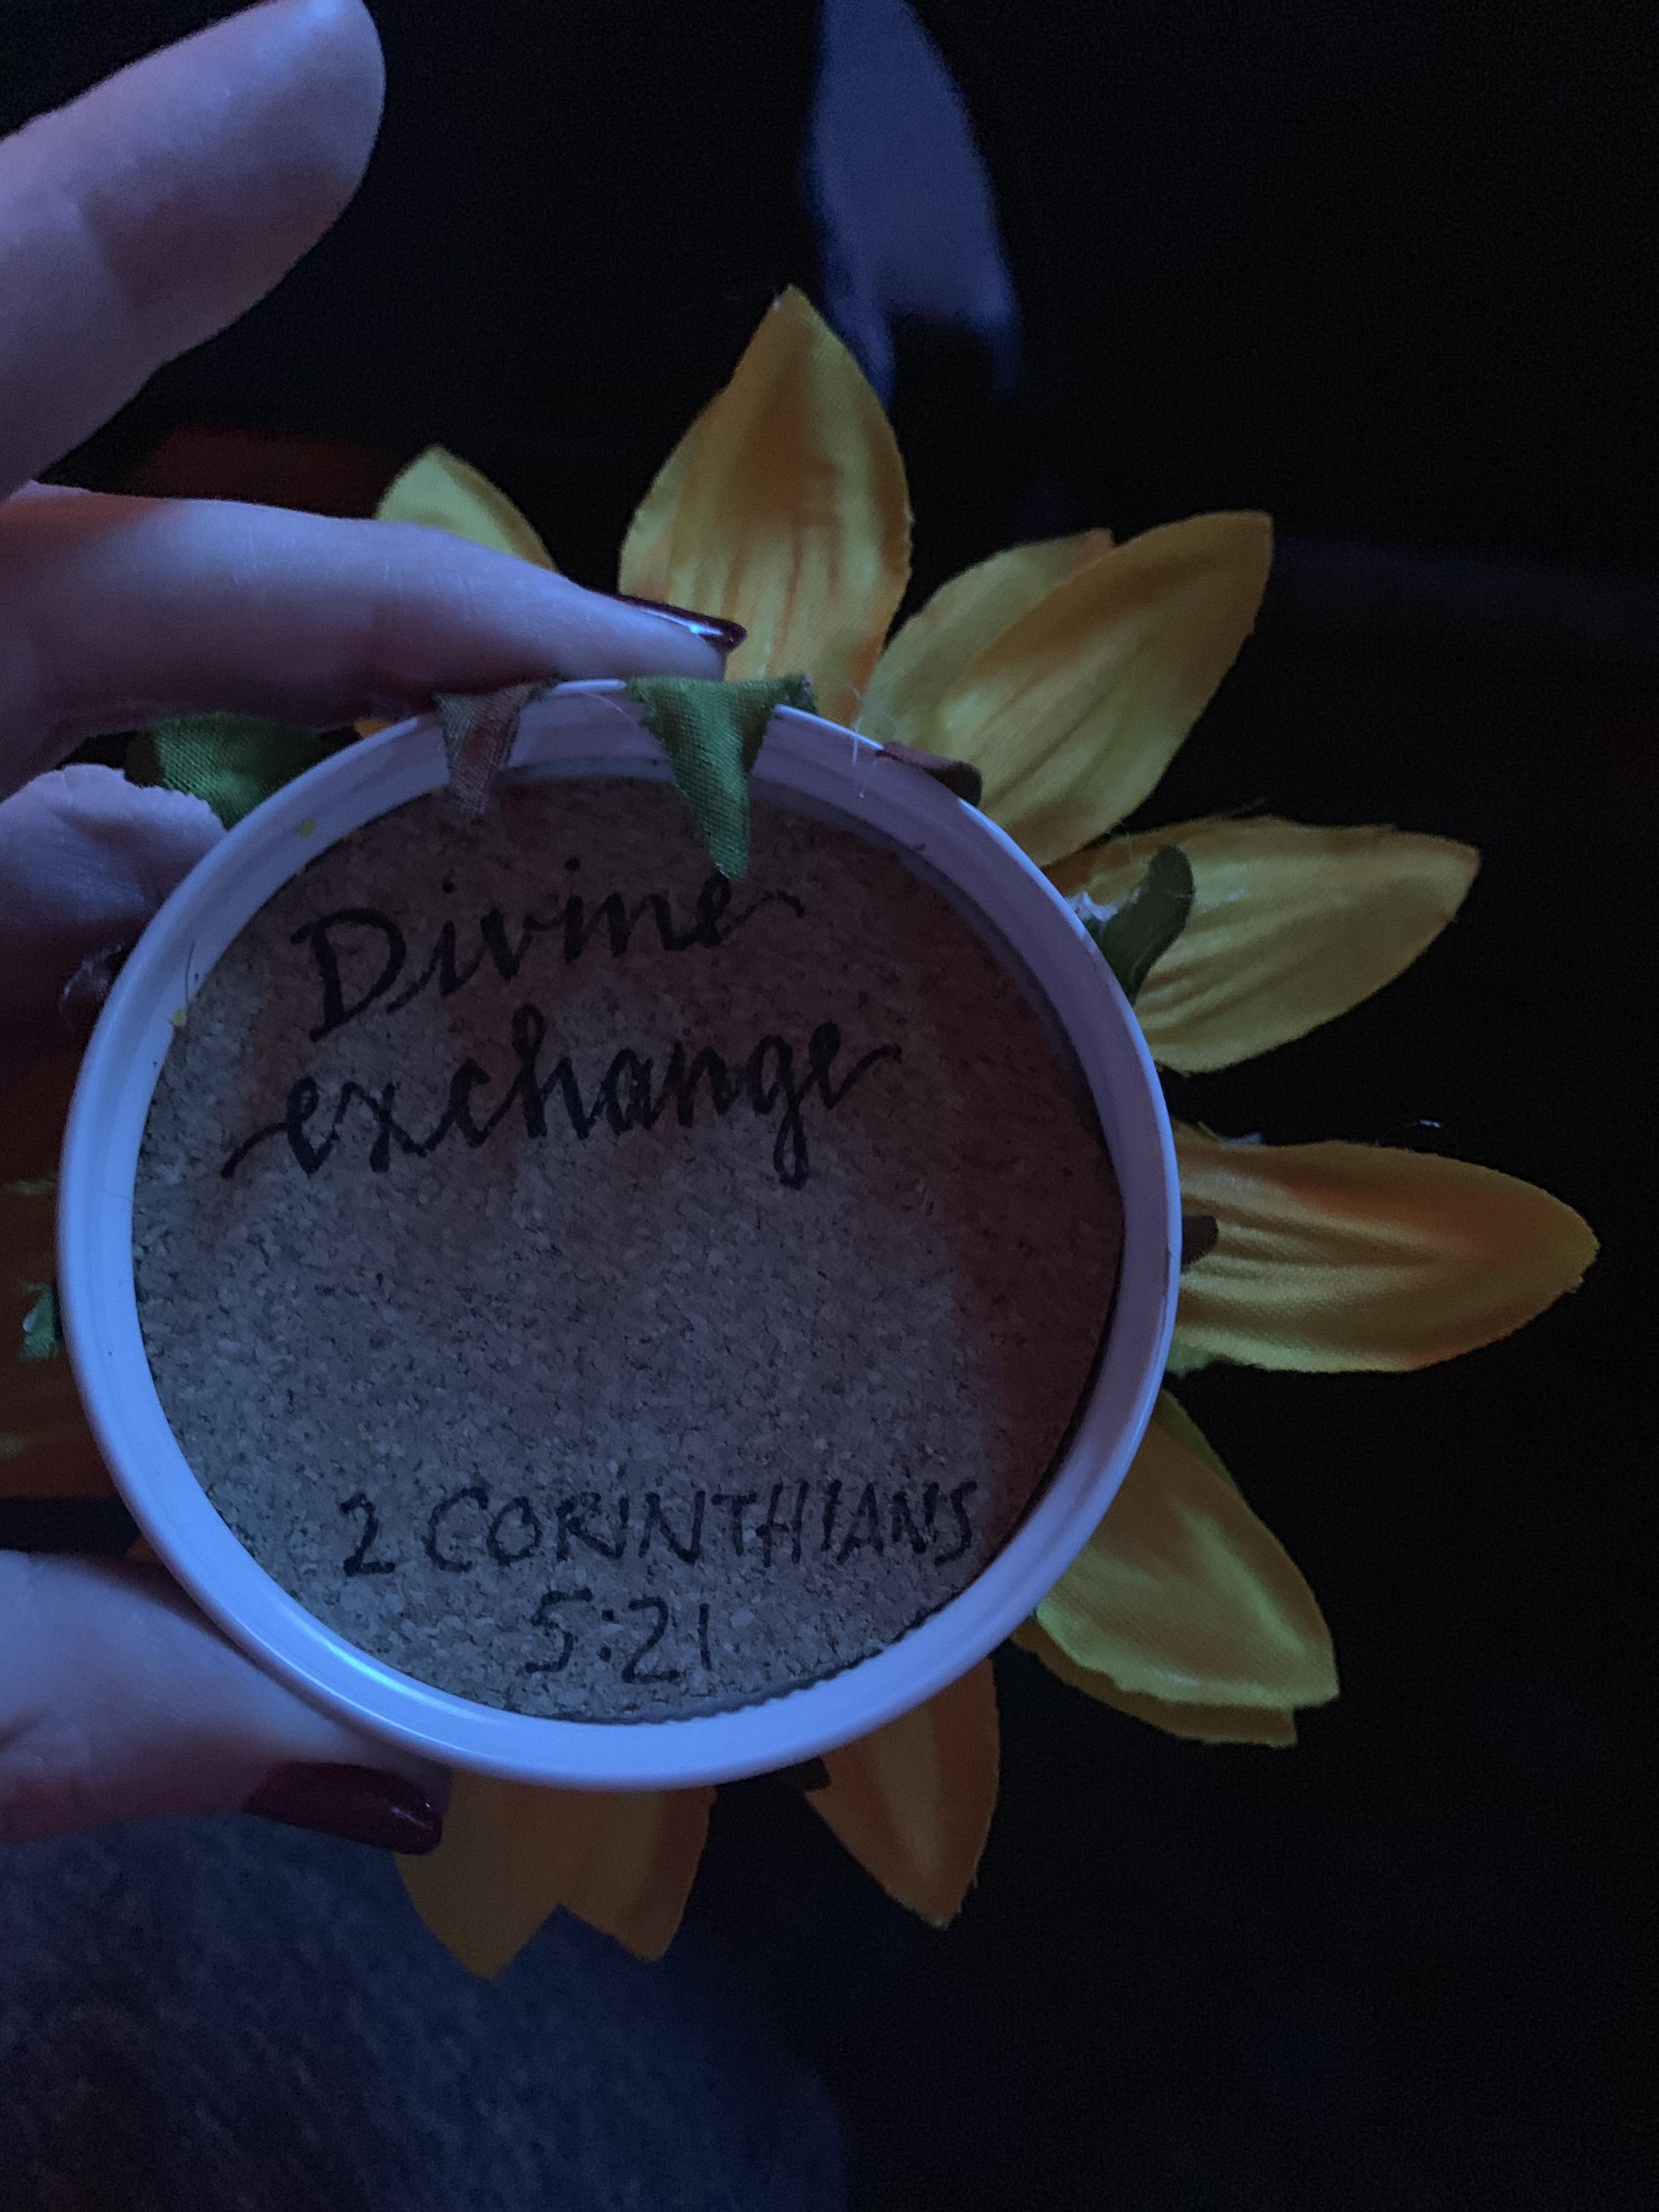 Divine
exchange
2 CORINTHIANS
5:21